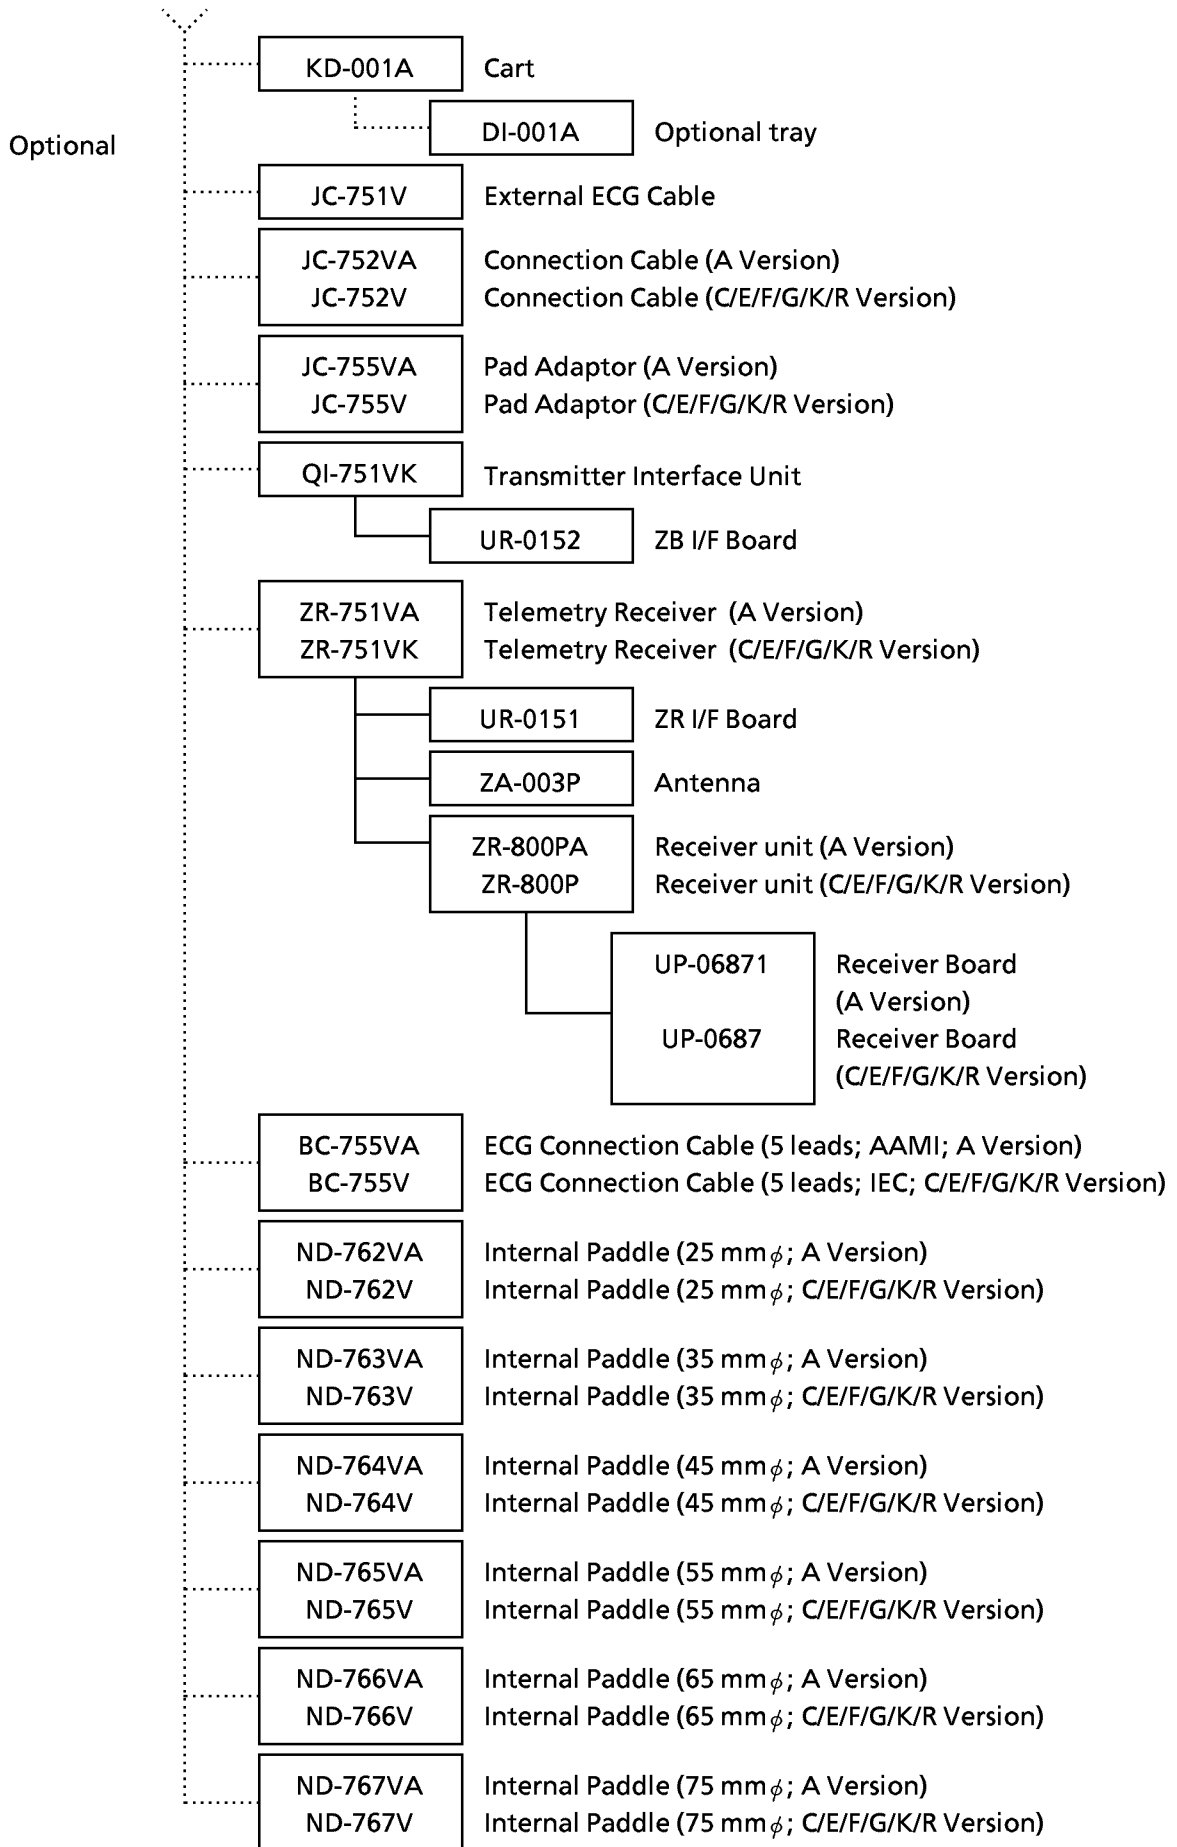 KD-001A Cart
DI-001A Optional tray
Optional
JC-751V External ECG Cable
JC-752VA Connection Cable (A Version)
JC-752V Connection Cable (C/E/F/G/K/R Version)
JC-755VA Pad Adaptor (A Version)
JC-755V Pad Adaptor (C/E/F/G/K/R Version)
QI-751VK Transmitter Interface Unit
UR-0152 ZB I/F Board
ZR-751VA Telemetry Receiver (A Version)
ZR-751VK Telemetry Receiver (C/E/F/G/K/R Version)
UR-0151 ZR I/F Board
ZA-003P Antenna
ZR-800PA Receiver unit (A Version)
ZR-800P Receiver unit (C/E/F/G/K/R Version)
UP-06871 Receiver Board
(A Version)
UP-0687 Receiver Board
(C/E/F/G/K/R Version)
BC-755VA ECG Connection Cable (5 leads; AAMI; A Version)
BC-755V ECG Connection Cable (5 leads; IEC; C/E/F/G/K/R Version)
ND-762VA Internal Paddle (25 mmφ; A Version)
ND-762V Internal Paddle (25 mmφ; C/E/F/G/K/R Version)
ND-763VA Internal Paddle (35 mmφ; A Version)
ND-763V Internal Paddle (35 mmφ; C/E/F/G/K/R Version)
ND-764VA Internal Paddle (45 mmφ; A Version)
ND-764V Internal Paddle (45 mmφ; C/E/F/G/K/R Version)
ND-765VA Internal Paddle (55 mmφ; A Version)
ND-765V Internal Paddle (55 mmφ; C/E/F/G/K/R Version)
ND-766VA Internal Paddle (65 mmφ; A Version)
ND-766V Internal Paddle (65 mmφ; C/E/F/G/K/R Version)
ND-767VA Internal Paddle (75 mmφ; A Version)
ND-767V Internal Paddle (75 mmφ; C/E/F/G/K/R Version)